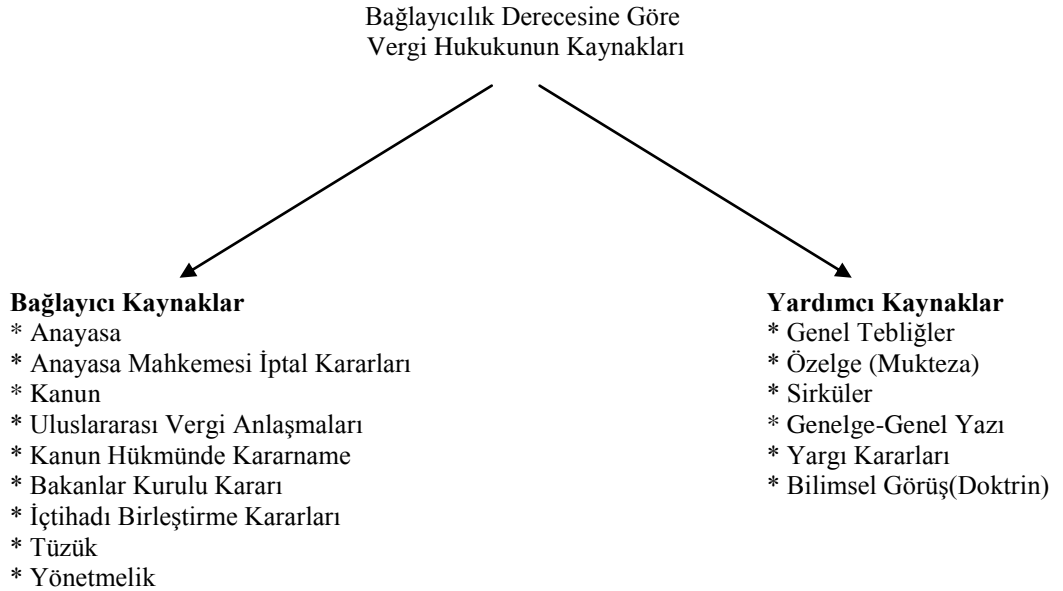 Bağlayıcılık Derecesine Göre
Vergi Hukukunun Kaynakları
Bağlayıcı Kaynaklar
* Anayasa
* Anayasa Mahkemesi İptal Kararları
* Kanun
* Uluslararası Vergi Anlaşmaları
* Kanun Hükmünde Kararname
* Bakanlar Kurulu Kararı
* İçtihadı Birleştirme Kararları
* Tüzük
* Yönetmelik
Yardımcı Kaynaklar
* Genel Tebliğler
* Özelge (Mukteza)
* Sirküler
* Genelge-Genel Yazı
* Yargı Kararları
* Bilimsel Görüş(Doktrin)